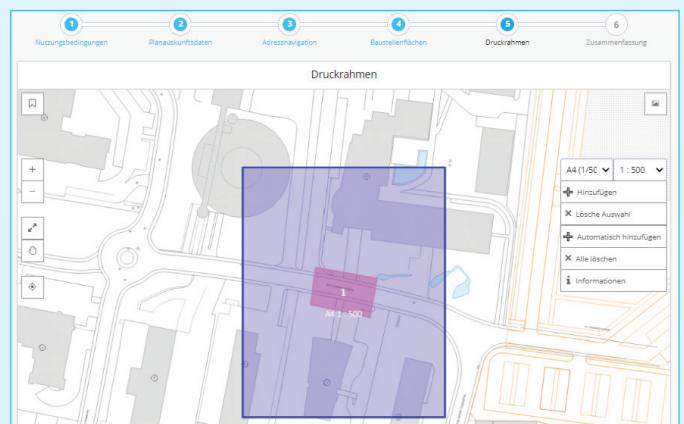 1
2
3
4
5
6
Nutzungsbedingungen
Planauskunftsdaten
Adressnavigation
Baustellenflächen
Druckrahmen
Zusammenfassung
Druckrahmen
A4 (1/5C
1 : 500
Hinzufügen
Lösche Auswahl
Automatisch hinzufügen
Alle löschen
Informationen
1
A4 1 : 500